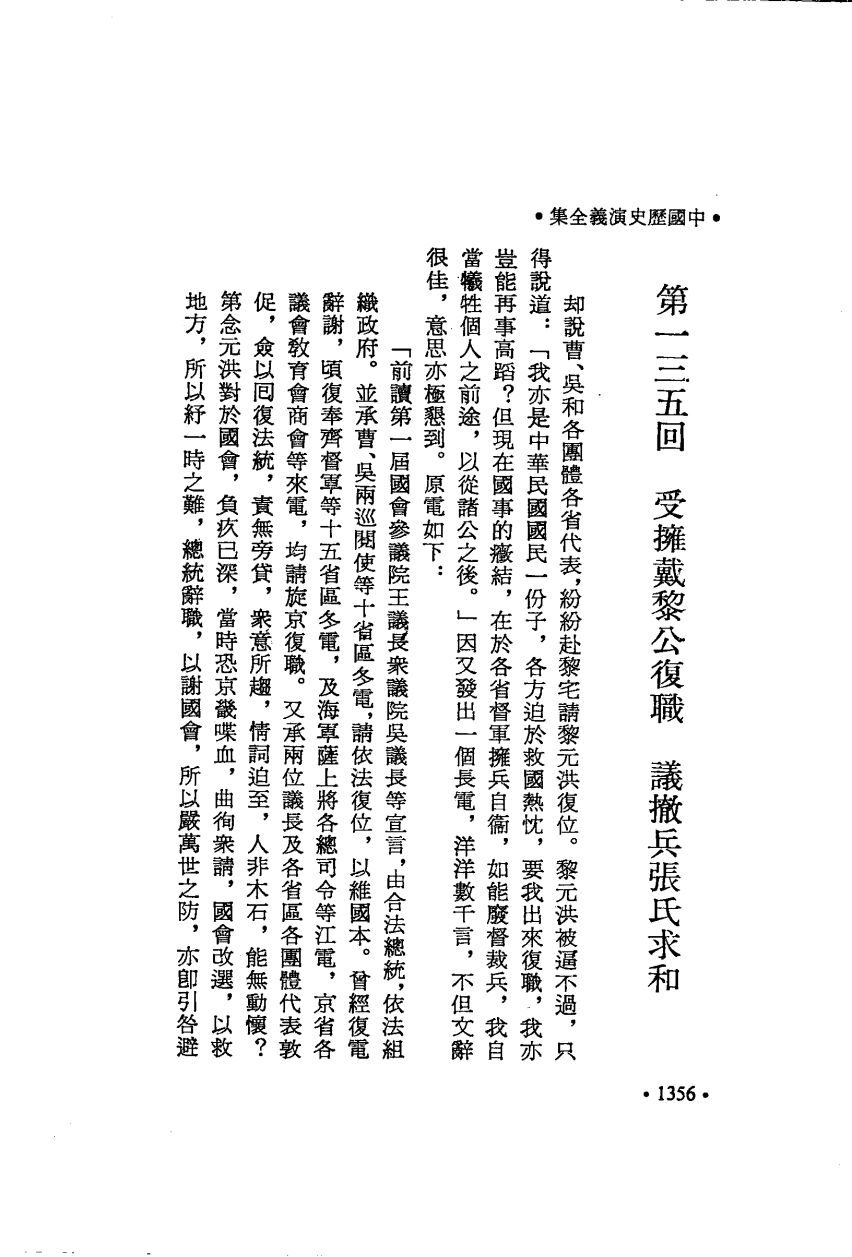 •中國歷史演義全集•
第一三五回　受擁戴黎公復職　議撤兵張氏求和
却說曹、吳和各團體各省代表，紛紛赴黎宅請黎元洪復位。黎元洪被逼不過，只
得說道：「我亦是中華民國國民一份子，各方迫於救國熱忱，要我出來復職，我亦
豈能再事高蹈？但現在國事的癥結，在於各省督軍擁兵自衞，如能廢督裁兵，我自
當犧牲個人之前途，以從諸公之後。」因又發出一個長電，洋洋數千言，不但文辭
很佳，意思亦極懇到。原電如下：
「前讀第一屆國會參議院王議長衆議院吳議長等宣言，由合法總統，依法組
織政府。並承曹、吳兩巡閱使等十省區冬電，請依法復位，以維國本。曾經復電
辭謝，頃復奉齊督軍等十五省區冬電，及海軍薩上將各總司令等江電，京省各
議會教育會商會等來電，均請旋京復職。又承兩位議長及各省區各團體代表敦
促，僉以回復法統，責無旁貸，衆意所趨，情詞迫至，人非木石，能無動懷？
第念元洪對於國會，負疚已深，當時恐京畿喋血，曲徇衆請，國會改選，以救
地方，所以紓一時之難，總統辭職，以謝國會，所以嚴萬世之防，亦卽引咎避
•1356•